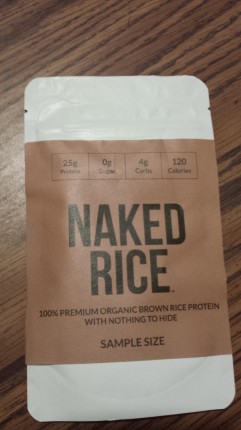 25g 0g 4g 120
Protein Sugar Carbs Calories
NAKED
RICE™
100% PREMIUM ORGANIC BROWN RICE PROTEIN
WITH NOTHING TO HIDE
SAMPLE SIZE